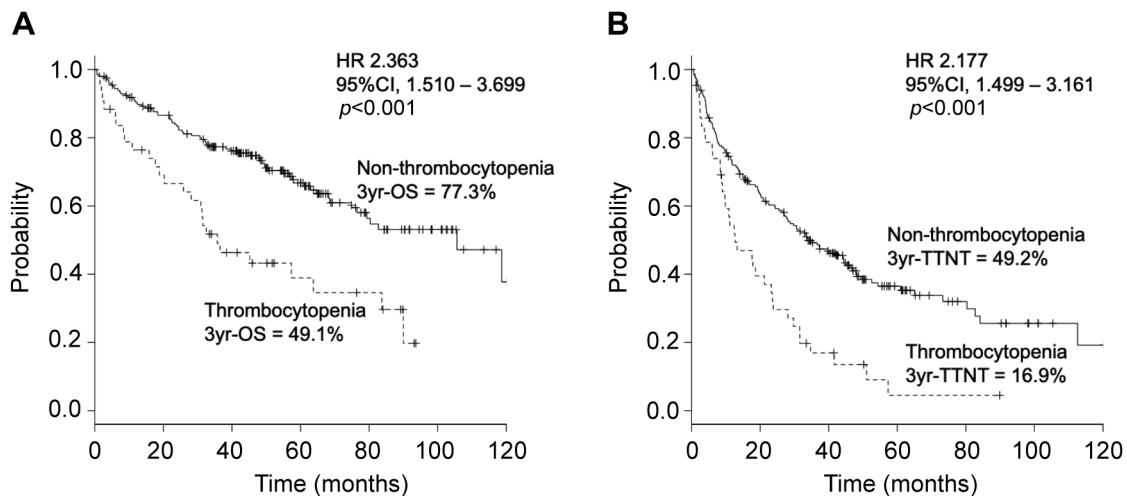 A
HR 2.363
95%CI, 1.510 – 3.699
p<0.001
Non-thrombocytopenia
3yr-OS = 77.3%
Thrombocytopenia
3yr-OS = 49.1%
Probability
1.0
0.8
0.6
0.4
0.2
0.0
0 20 40 60 80 100 120
Time (months)
B
HR 2.177
95%CI, 1.499 – 3.161
p<0.001
Non-thrombocytopenia
3yr-TTNT = 49.2%
Thrombocytopenia
3yr-TTNT = 16.9%
Probability
1.0
0.8
0.6
0.4
0.2
0.0
0 20 40 60 80 100 120
Time (months)